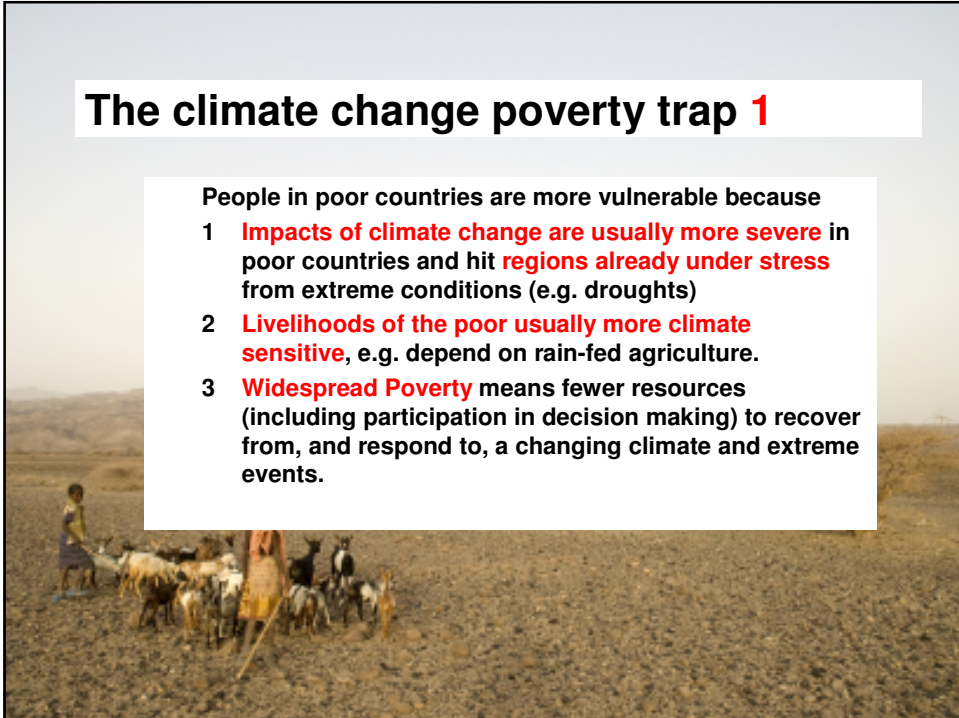 The climate change poverty trap 1
People in poor countries are more vulnerable because
1 Impacts of climate change are usually more severe in
poor countries and hit regions already under stress
from extreme conditions (e.g. droughts)
2 Livelihoods of the poor usually more climate
sensitive, e.g. depend on rain-fed agriculture.
3 Widespread Poverty means fewer resources
(including participation in decision making) to recover
from, and respond to, a changing climate and extreme
events.